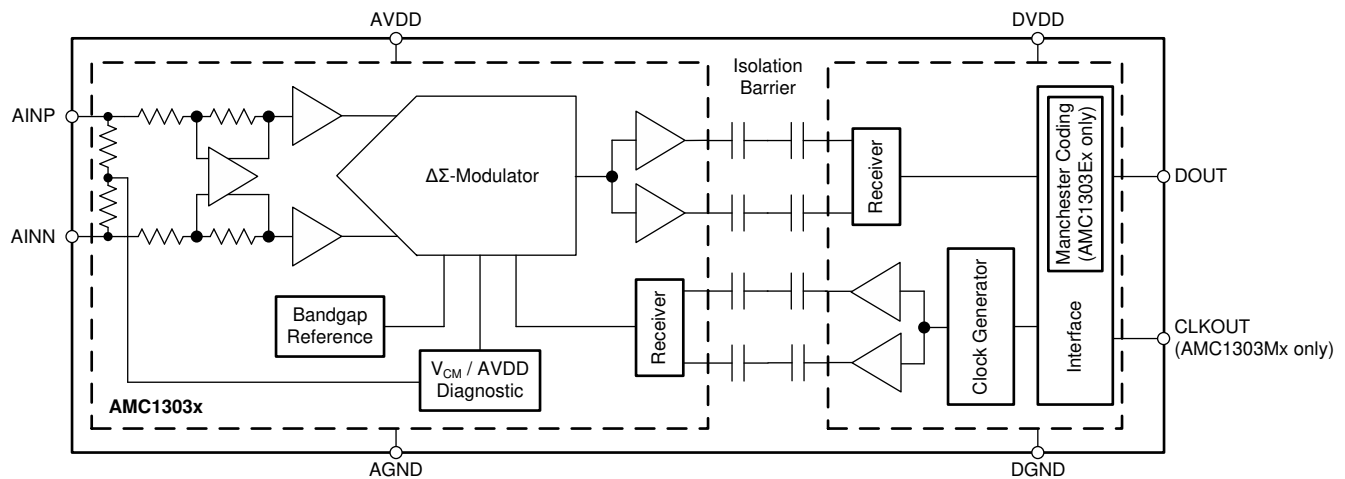 AVDD
DVDD
Isolation
Barrier
AINP
AINN
ΔΣ-Modulator
Receiver
Manchester Coding
(AMC1303Ex only)
DOUT
Bandgap
Reference
Receiver
Clock Generator
Interface
CLKOUT
(AMC1303Mx only)
VCM / AVDD
Diagnostic
AMC1303x
AGND
DGND